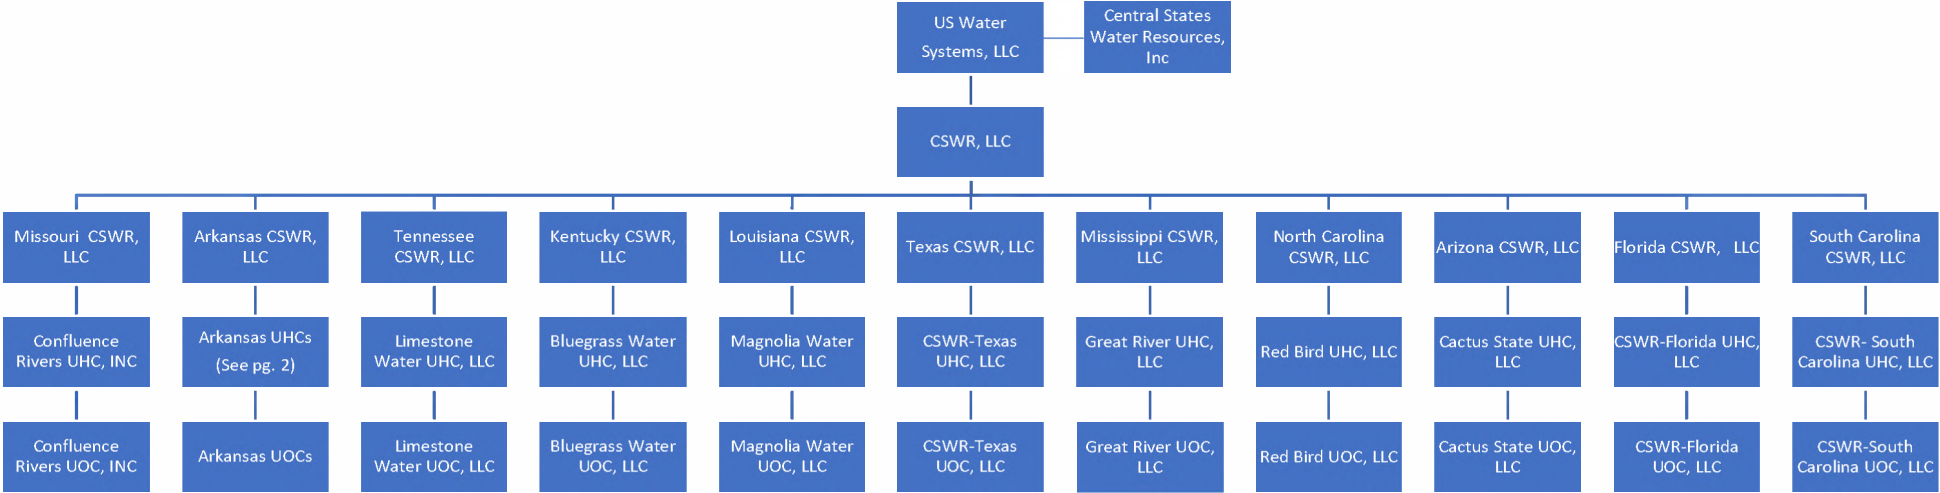 US Water
Systems, LLC
Central States
Water Resources,
Inc
CSWR, LLC
Missouri CSWR,
LLC
Arkansas CSWR,
LLC
Tennessee
CSWR, LLC
Kentucky CSWR,
LLC
Louisiana CSWR,
LLC
Texas CSWR, LLC
Mississippi CSWR,
LLC
North Carolina
CSWR, LLC
Arizona CSWR, LLC
Florida CSWR, LLC
South Carolina
CSWR, LLC
Confluence
Rivers UHC, INC
Arkansas UHCs
(See pg. 2)
Limestone
Water UHC, LLC
Bluegrass Water
UHC, LLC
Magnolia Water
UHC, LLC
CSWR-Texas
UHC, LLC
Great River UHC,
LLC
Red Bird UHC, LLC
Cactus State UHC,
LLC
CSWR-Florida UHC,
LLC
CSWR- South
Carolina UHC, LLC
Confluence
Rivers UOC, INC
Arkansas UOCs
Limestone
Water UOC, LLC
Bluegrass Water
UOC, LLC
Magnolia Water
UOC, LLC
CSWR-Texas
UOC, LLC
Great River UOC,
LLC
Red Bird UOC, LLC
Cactus State UOC,
LLC
CSWR-Florida
UOC, LLC
CSWR-South
Carolina UOC, LLC